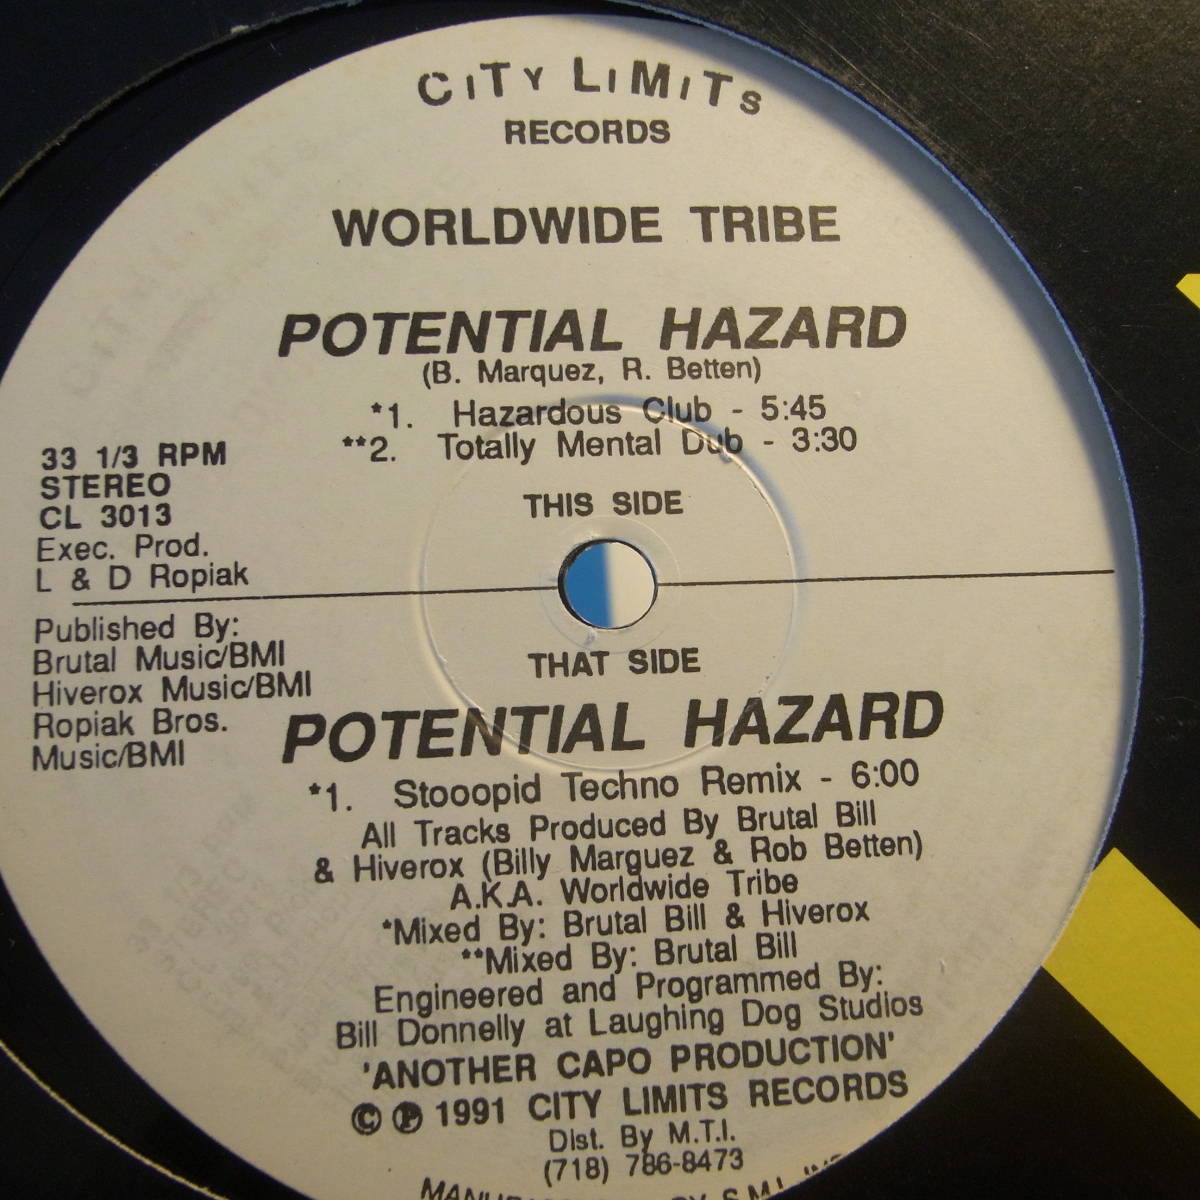 CiTY LiMiTs
RECORDS
WORLDWIDE TRIBE
POTENTIAL HAZARD
(B. Marquez, R. Betten)
*1. Hazardous Club - 5:45
**2. Totally Mental Dub - 3:30
THIS SIDE
33 1/3 RPM
STEREO
CL 3013
Exec. Prod.
L & D Ropiak
Published By:
Brutal Music/BMI
Hiverox Music/BMI
Ropiak Bros.
Music/BMI
THAT SIDE
POTENTIAL HAZARD
*1. Stooopid Techno Remix - 6:00
All Tracks Produced By Brutal Bill
& Hiverox (Billy Marguez & Rob Betten)
A.K.A. Worldwide Tribe
*Mixed By: Brutal Bill & Hiverox
**Mixed By: Brutal Bill
Engineered and Programmed By:
Bill Donnelly at Laughing Dog Studios
'ANOTHER CAPO PRODUCTION'
© ℗ 1991 CITY LIMITS RECORDS
Dist. By M.T.I.
(718) 786-8473